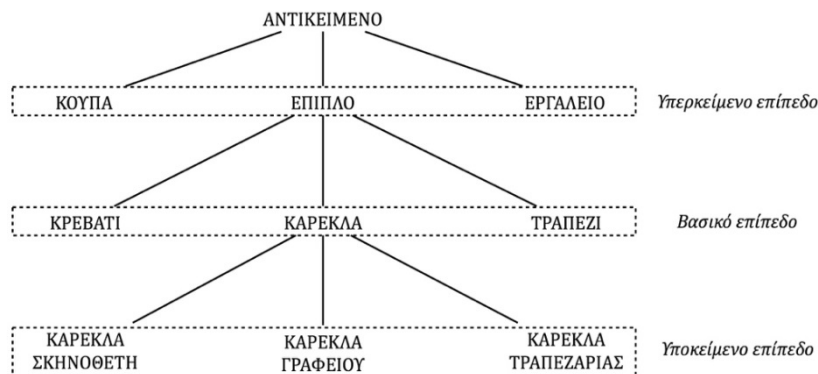 ΑΝΤΙΚΕΙΜΕΝΟ
ΚΟΥΠΑ ΕΠΙΠΛΟ ΕΡΓΑΛΕΙΟ Υπερκείμενο επίπεδο
ΚΡΕΒΑΤΙ ΚΑΡΕΚΛΑ ΤΡΑΠΕΖΙ Βασικό επίπεδο
ΚΑΡΕΚΛΑ ΚΑΡΕΚΛΑ ΚΑΡΕΚΛΑ Υποκείμενο επίπεδο
ΣΚΗΝΟΘΕΤΗ ΓΡΑΦΕΙΟΥ ΤΡΑΠΕΖΑΡΙΑΣ